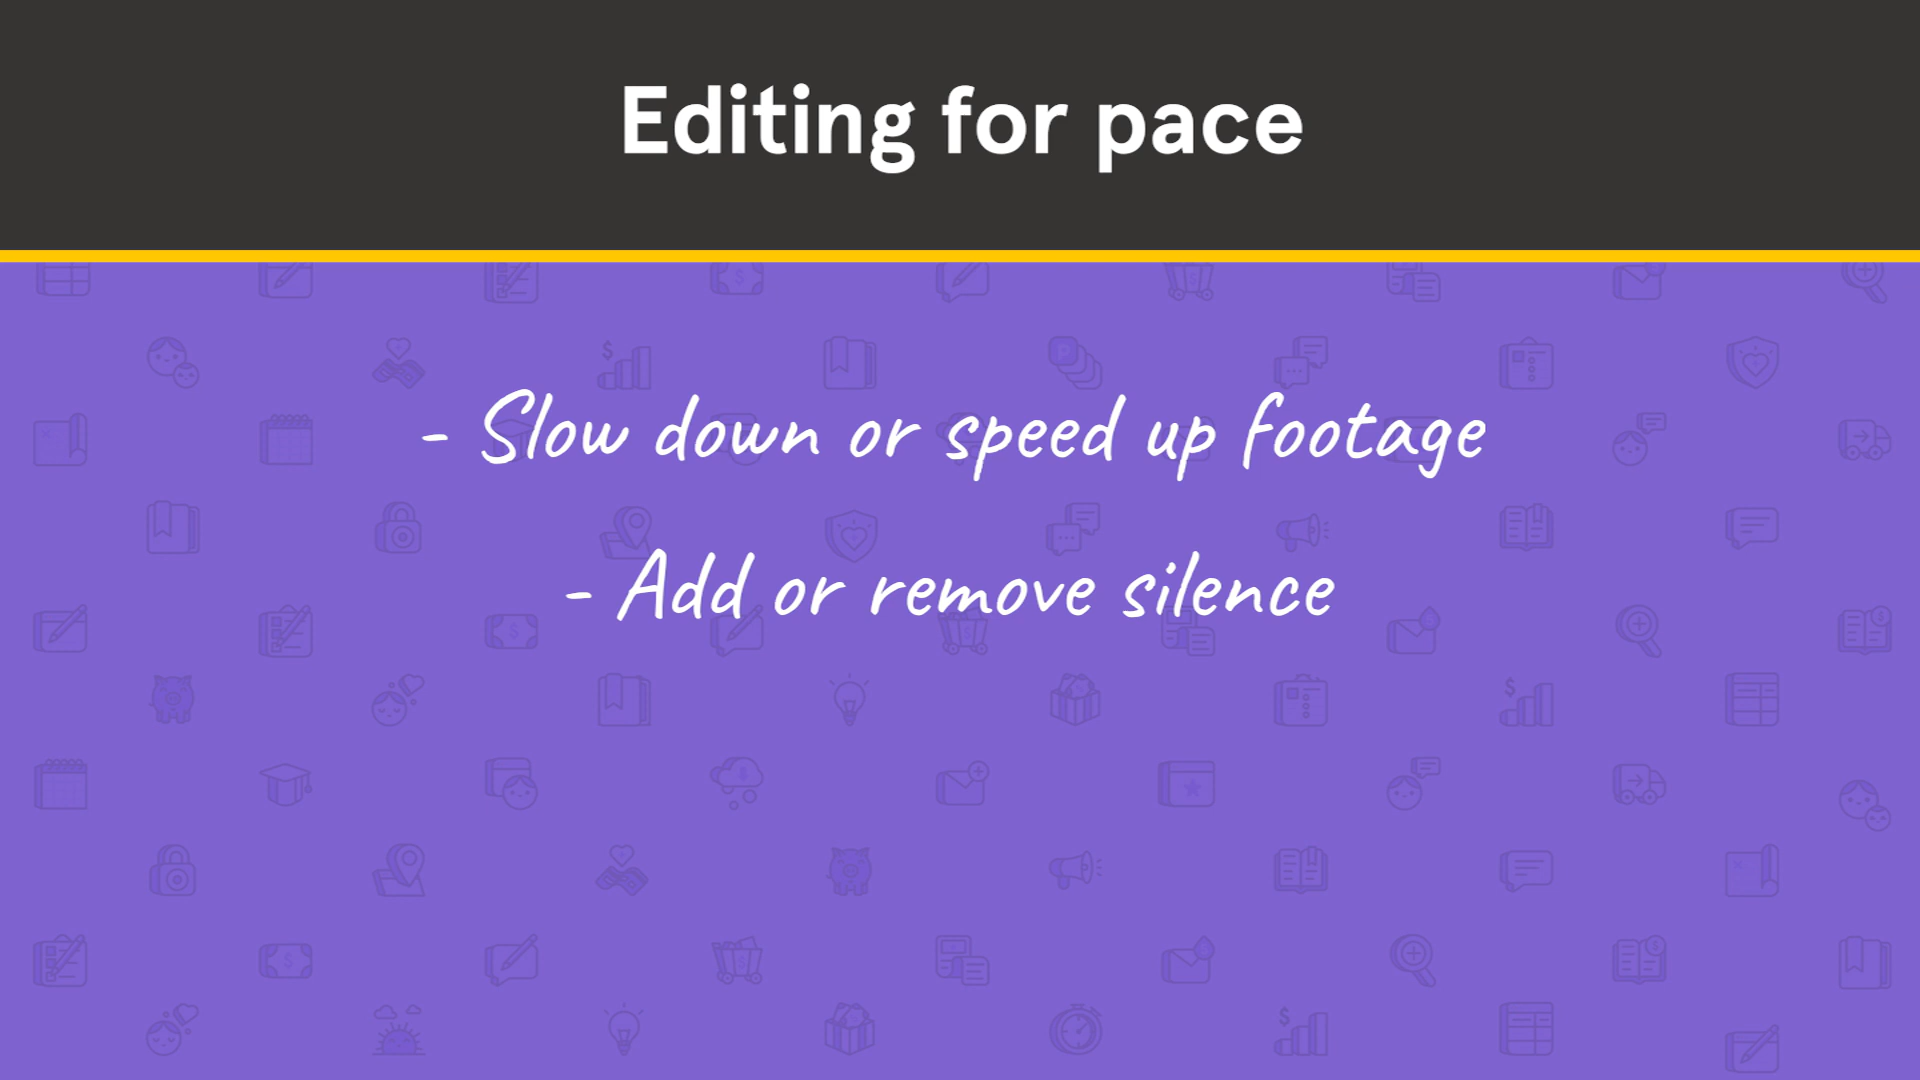 Editing for pace
- Slow down or speed up footage
- Add or remove silence